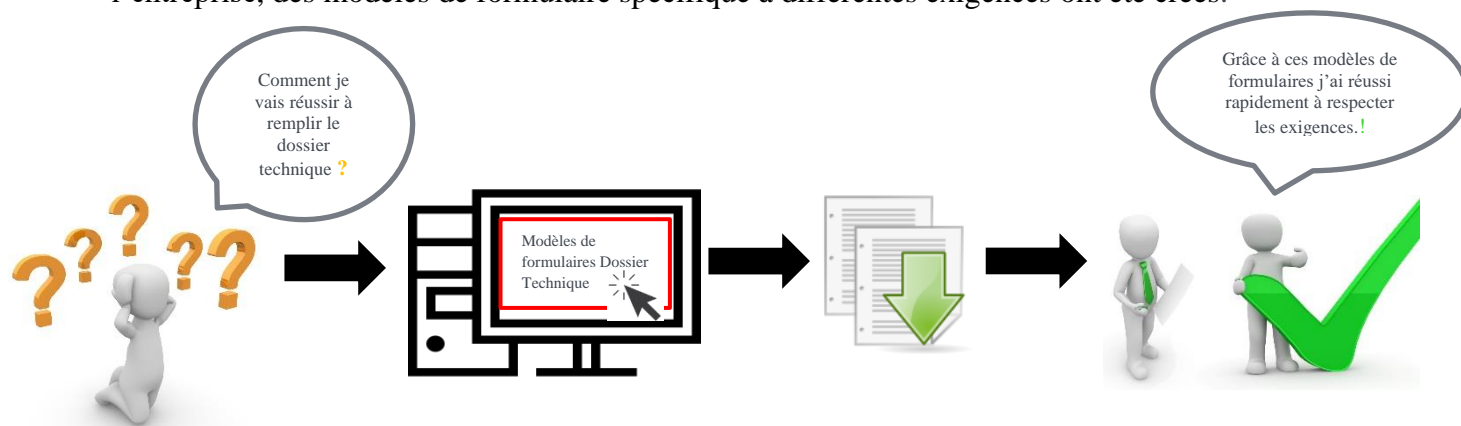 l'entreprise, des modèles de formulaire spécifique à différentes exigences ont été créés.
Comment je
vais réussir à
remplir le
dossier
technique ?
Grâce à ces modèles de
formulaires j'ai réussi
rapidement à respecter
les exigences.!
Modèles de
formulaires Dossier
Technique